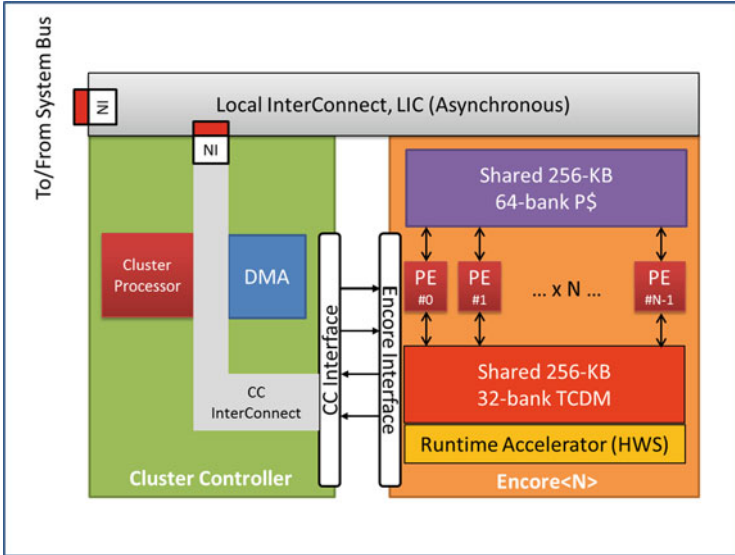 To/From System Bus
NI
Local InterConnect, LIC (Asynchronous)
NI
Cluster
Processor
DMA
CC
InterConnect
Cluster Controller
CC Interface
Encore Interface
Shared 256-KB
64-bank P$
PE
#0
PE
#1
... x N ...
PE
#N-1
Shared 256-KB
32-bank TCDM
Runtime Accelerator (HWS)
Encore<N>